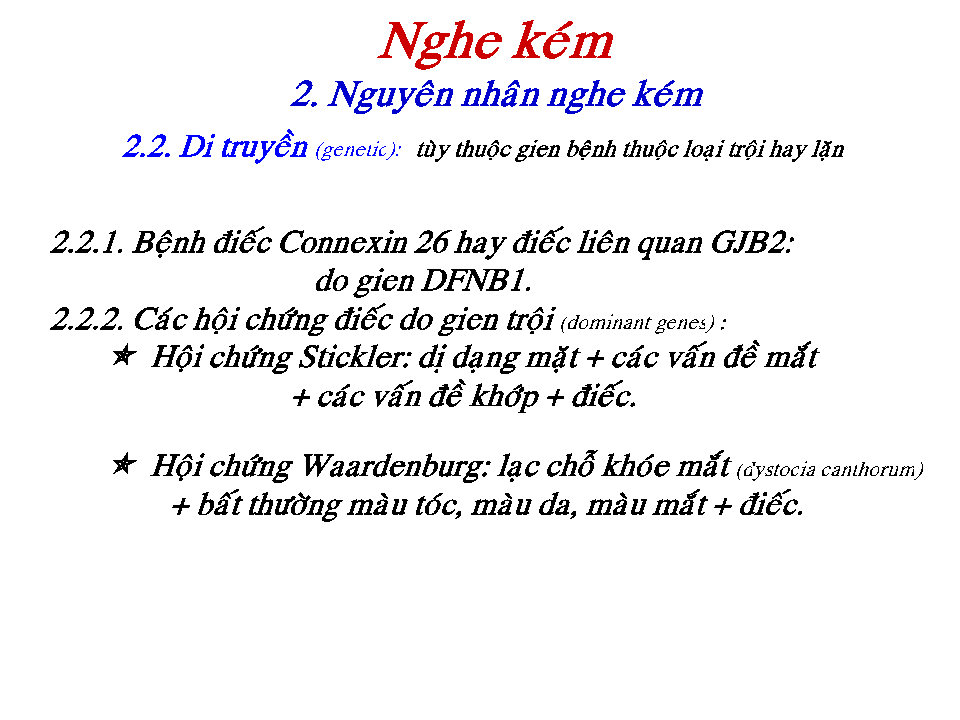 Nghe kém
2. Nguyên nhân nghe kém
2.2. Di truyền (genetic): tùy thuộc gien bệnh thuộc loại trội hay lặn
2.2.1. Bệnh điếc Connexin 26 hay điếc liên quan GJB2:
do gien DFNB1.
2.2.2. Các hội chứng điếc do gien trội (dominant genes) :
★ Hội chứng Stickler: dị dạng mặt + các vấn đề mắt
+ các vấn đề khớp + điếc.
★ Hội chứng Waardenburg: lạc chỗ khóe mắt (dystocia canthorum)
+ bất thường màu tóc, màu da, màu mắt + điếc.